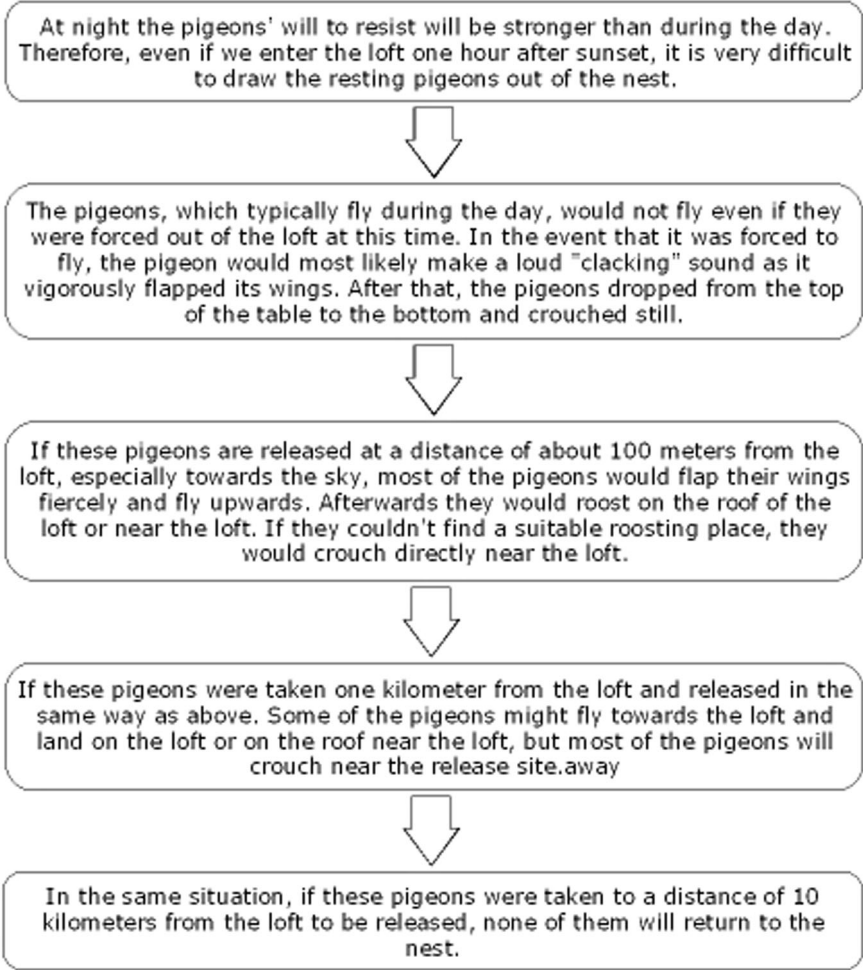 At night the pigeons' will to resist will be stronger than during the day.
Therefore, even if we enter the loft one hour after sunset, it is very difficult
to draw the resting pigeons out of the nest.
The pigeons, which typically fly during the day, would not fly even if they
were forced out of the loft at this time. In the event that it was forced to
fly, the pigeon would most likely make a loud "clacking" sound as it
vigorously flapped its wings. After that, the pigeons dropped from the top
of the table to the bottom and crouched still.
If these pigeons are released at a distance of about 100 meters from the
loft, especially towards the sky, most of the pigeons would flap their wings
fiercely and fly upwards. Afterwards they would roost on the roof of the
loft or near the loft. If they couldn't find a suitable roosting place, they
would crouch directly near the loft.
If these pigeons were taken one kilometer from the loft and released in the
same way as above. Some of the pigeons might fly towards the loft and
land on the loft or on the roof near the loft, but most of the pigeons will
crouch near the release site.away
In the same situation, if these pigeons were taken to a distance of 10
kilometers from the loft to be released, none of them will return to the
nest.